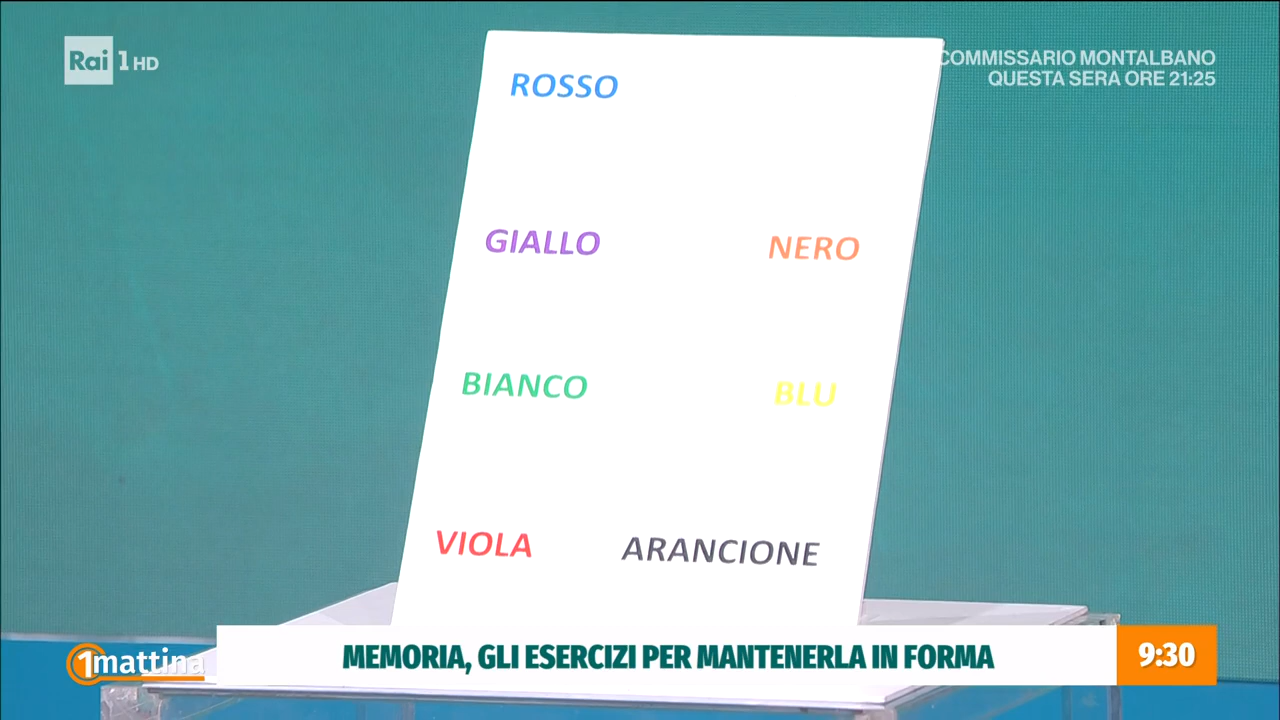 Rai 1 HD
COMMISSARIO MONTALBANO
QUESTA SERA ORE 21:25
ROSSO
GIALLO NERO
BIANCO BLU
VIOLA ARANCIONE
1mattina
MEMORIA, GLI ESERCIZI PER MANTENERLA IN FORMA
9:30